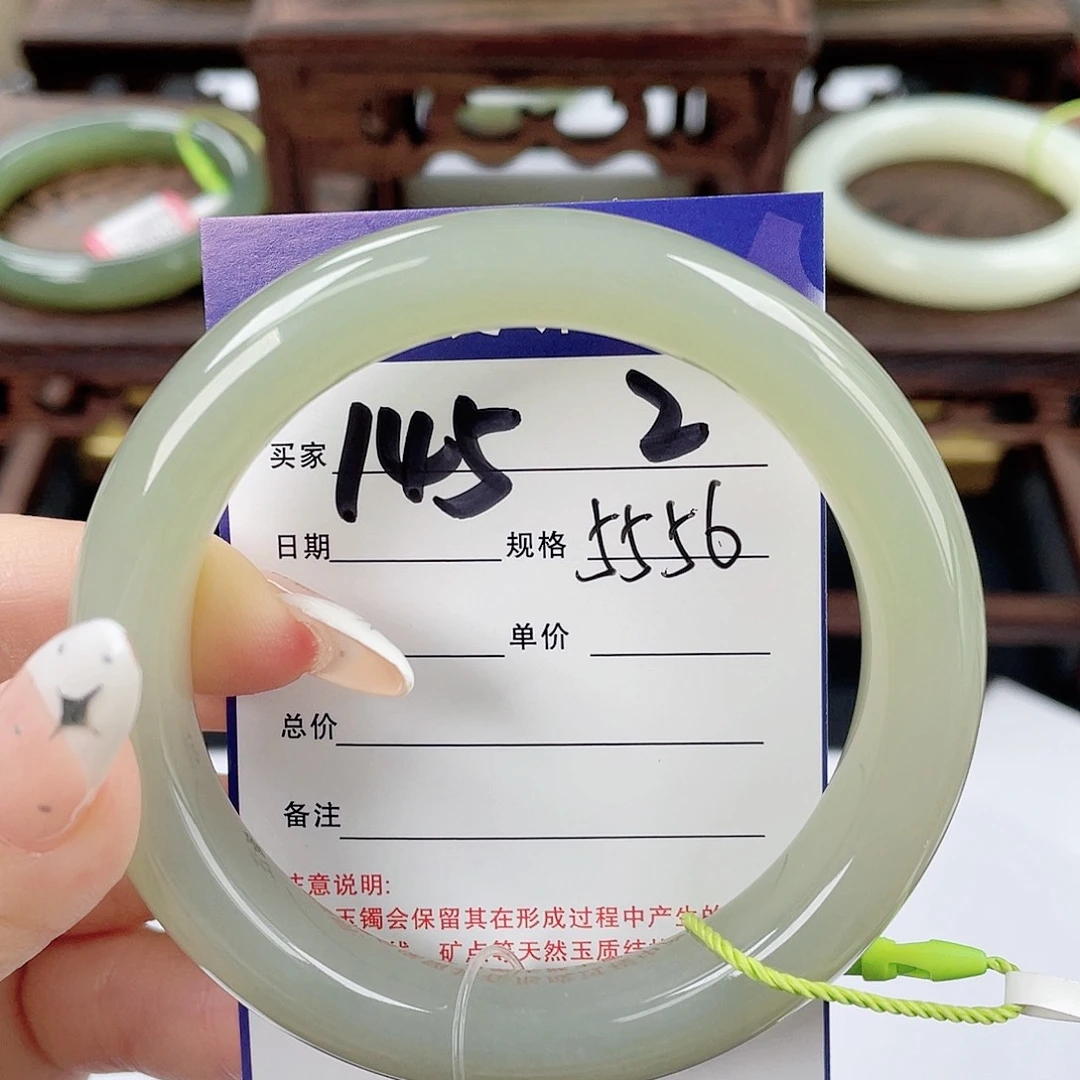 买家 145 2
日期 规格 5556
单价
总价
备注
注意说明:
玉镯会保留其在形成过程中产生的
矿点等天然玉质结构